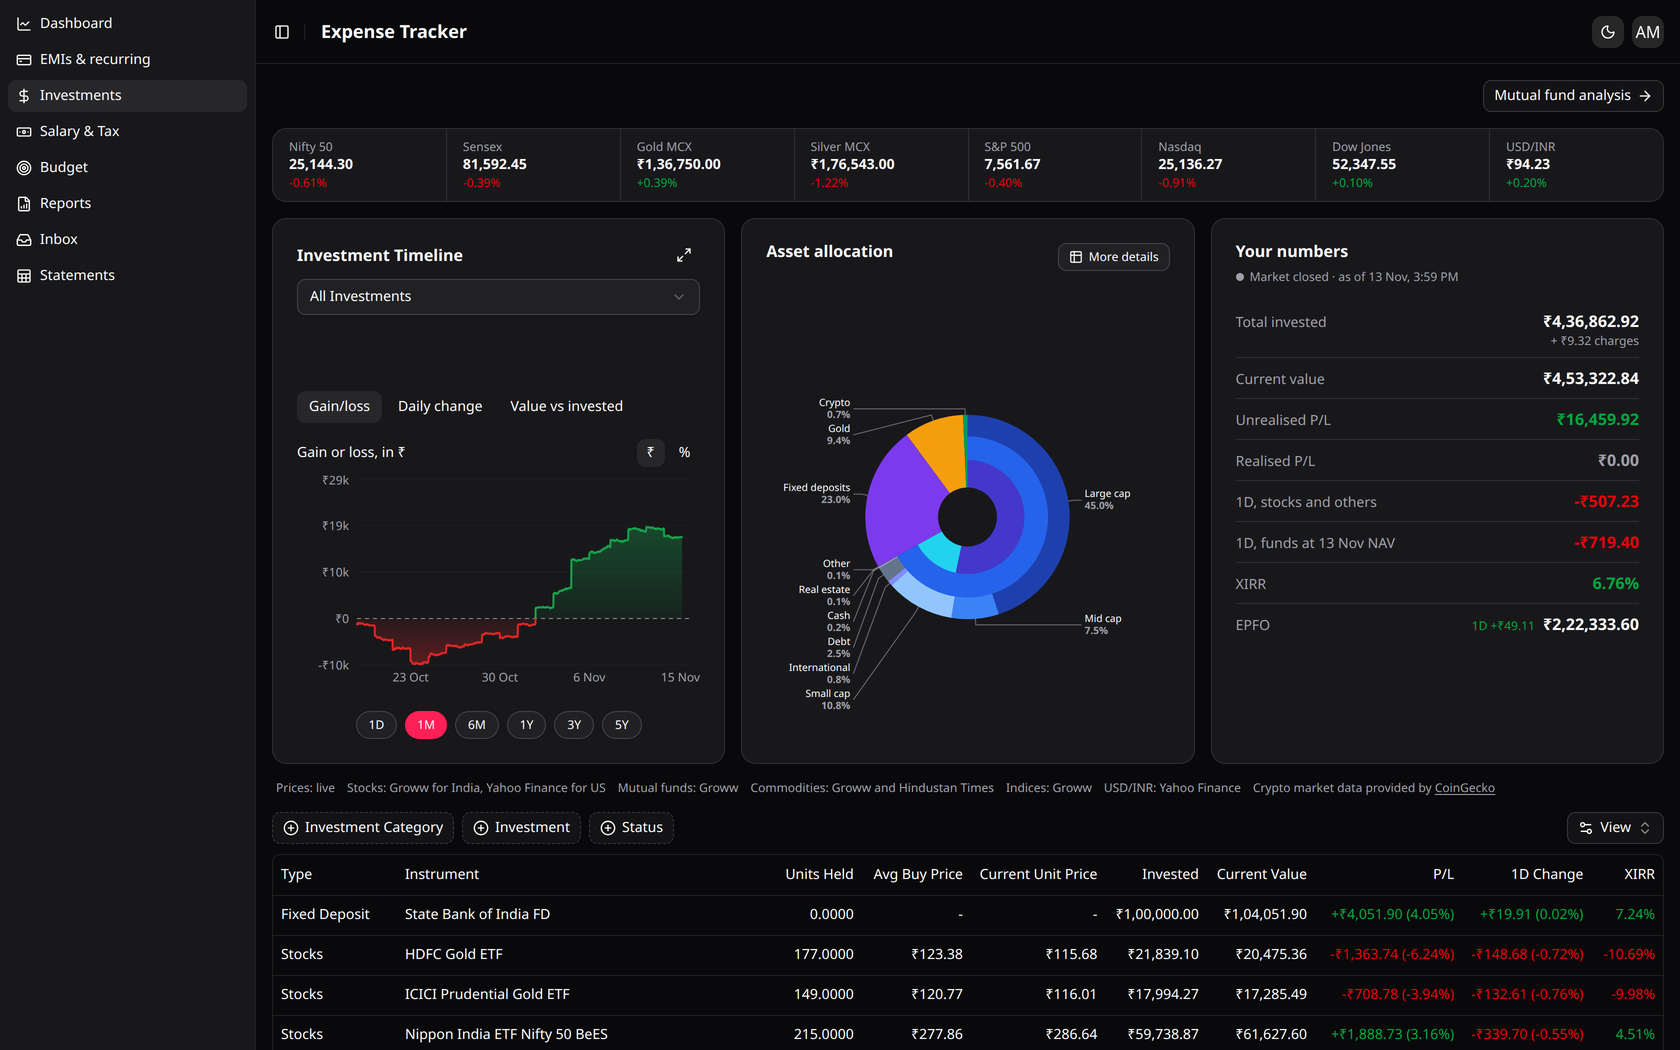 Dashboard
EMIs & recurring
Investments
Salary & Tax
Budget
Reports
Inbox
Statements
Expense Tracker
AM
Mutual fund analysis
Nifty 50
25,144.30
-0.61%
Sensex
81,592.45
-0.39%
Gold MCX
₹1,36,750.00
+0.39%
Silver MCX
₹1,76,543.00
-1.22%
S&P 500
7,561.67
-0.40%
Nasdaq
25,136.27
-0.91%
Dow Jones
52,347.55
+0.10%
USD/INR
₹94.23
+0.20%
Investment Timeline
All Investments
Gain/loss Daily change Value vs invested
Gain or loss, in ₹
₹ %
₹29k
₹19k
₹10k
₹0
-₹10k
23 Oct 30 Oct 6 Nov 15 Nov
1D 1M 6M 1Y 3Y 5Y
Asset allocation
More details
Crypto
0.7%
Gold
9.4%
Fixed deposits
23.0%
Other
0.1%
Real estate
0.1%
Cash
0.2%
Debt
2.5%
International
0.8%
Small cap
10.8%
Large cap
45.0%
Mid cap
7.5%
Your numbers
Market closed · as of 13 Nov, 3:59 PM
Total invested ₹4,36,862.92
+ ₹9.32 charges
Current value ₹4,53,322.84
Unrealised P/L ₹16,459.92
Realised P/L ₹0.00
1D, stocks and others -₹507.23
1D, funds at 13 Nov NAV -₹719.40
XIRR 6.76%
EPFO 1D +₹49.11 ₹2,22,333.60
Prices: live Stocks: Groww for India, Yahoo Finance for US Mutual funds: Groww Commodities: Groww and Hindustan Times Indices: Groww USD/INR: Yahoo Finance Crypto market data provided by CoinGecko
Investment Category Investment Status View
Type Instrument Units Held Avg Buy Price Current Unit Price Invested Current Value P/L 1D Change XIRR
Fixed Deposit State Bank of India FD 0.0000 - - ₹1,00,000.00 ₹1,04,051.90 +₹4,051.90 (4.05%) +₹19.91 (0.02%) 7.24%
Stocks HDFC Gold ETF 177.0000 ₹123.38 ₹115.68 ₹21,839.10 ₹20,475.36 -₹1,363.74 (-6.24%) -₹148.68 (-0.72%) -10.69%
Stocks ICICI Prudential Gold ETF 149.0000 ₹120.77 ₹116.01 ₹17,994.27 ₹17,285.49 -₹708.78 (-3.94%) -₹132.61 (-0.76%) -9.98%
Stocks Nippon India ETF Nifty 50 BeES 215.0000 ₹277.86 ₹286.64 ₹59,738.87 ₹61,627.60 +₹1,888.73 (3.16%) -₹339.70 (-0.55%) 4.51%